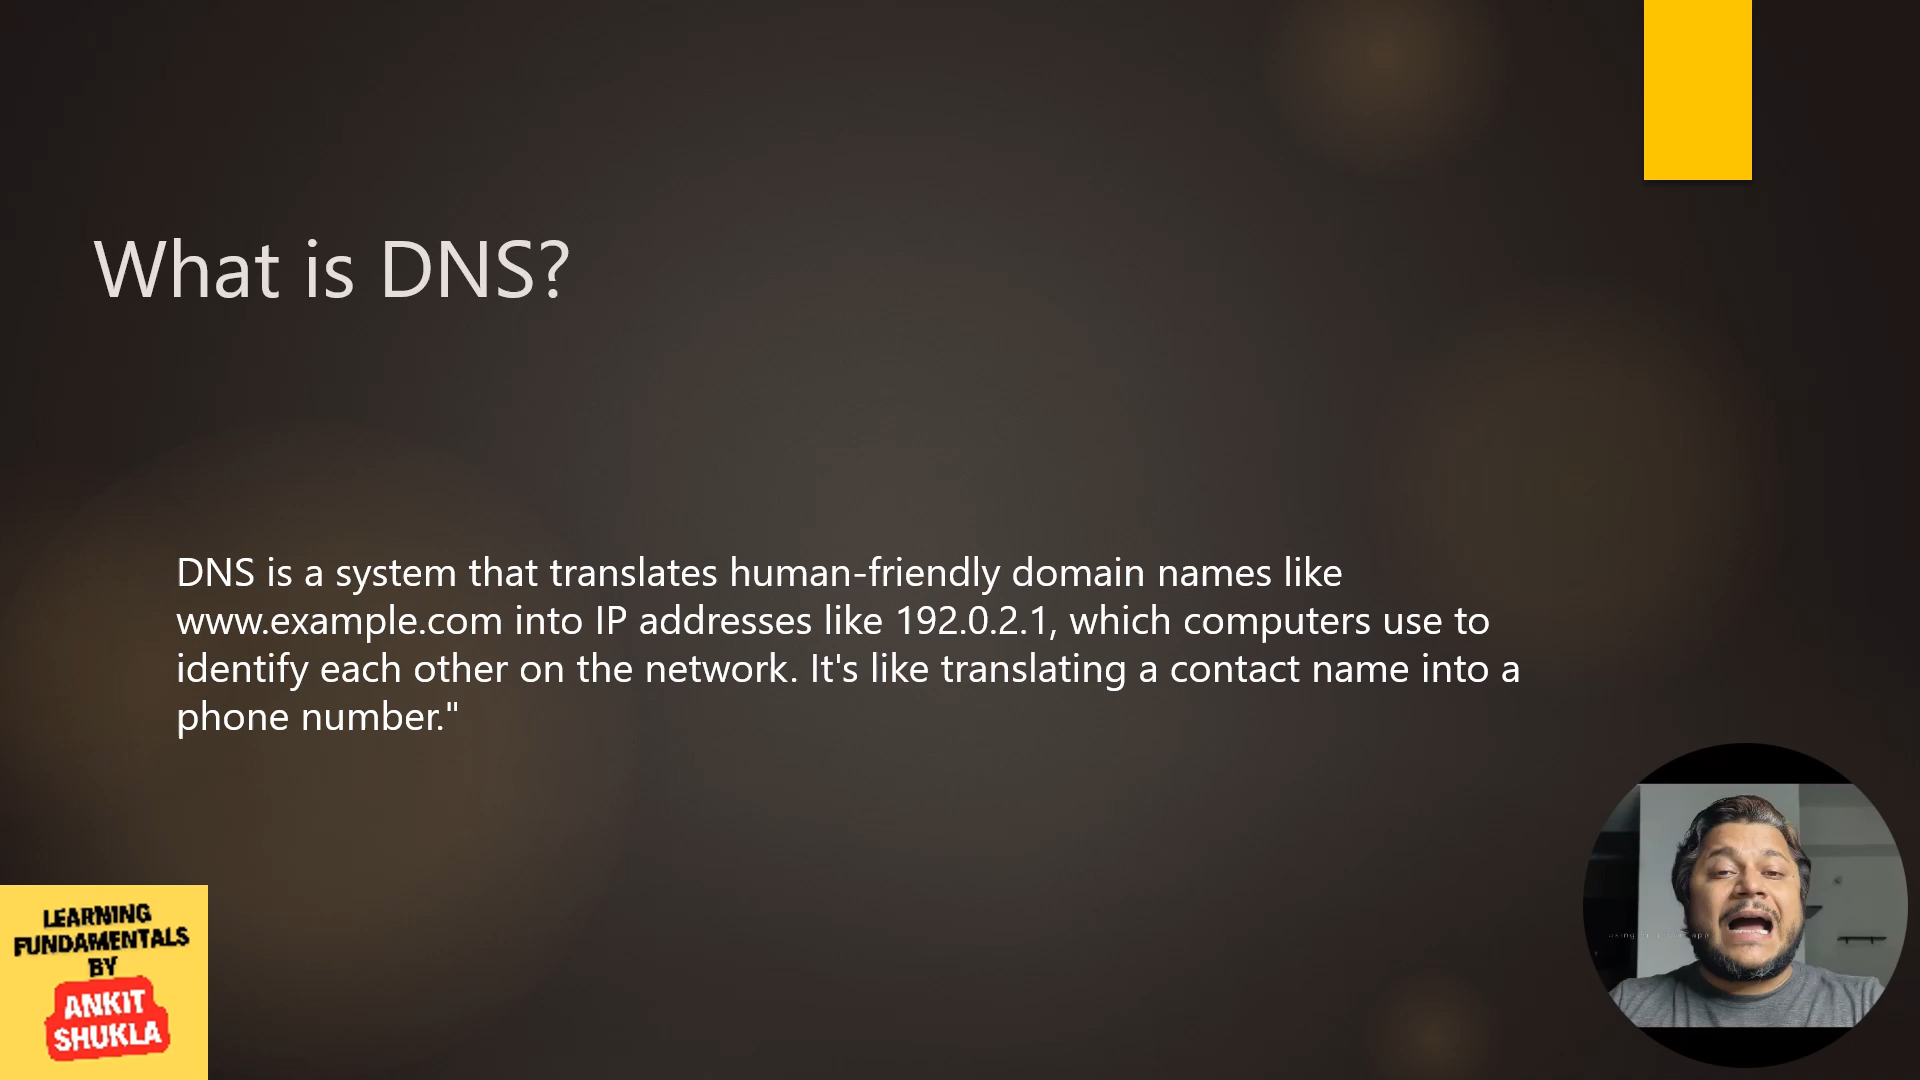 What is DNS?
DNS is a system that translates human-friendly domain names like
www.example.com into IP addresses like 192.0.2.1, which computers use to
identify each other on the network. It's like translating a contact name into a
phone number."
LEARNING
FUNDAMENTALS
BY
ANKIT
SHUKLA